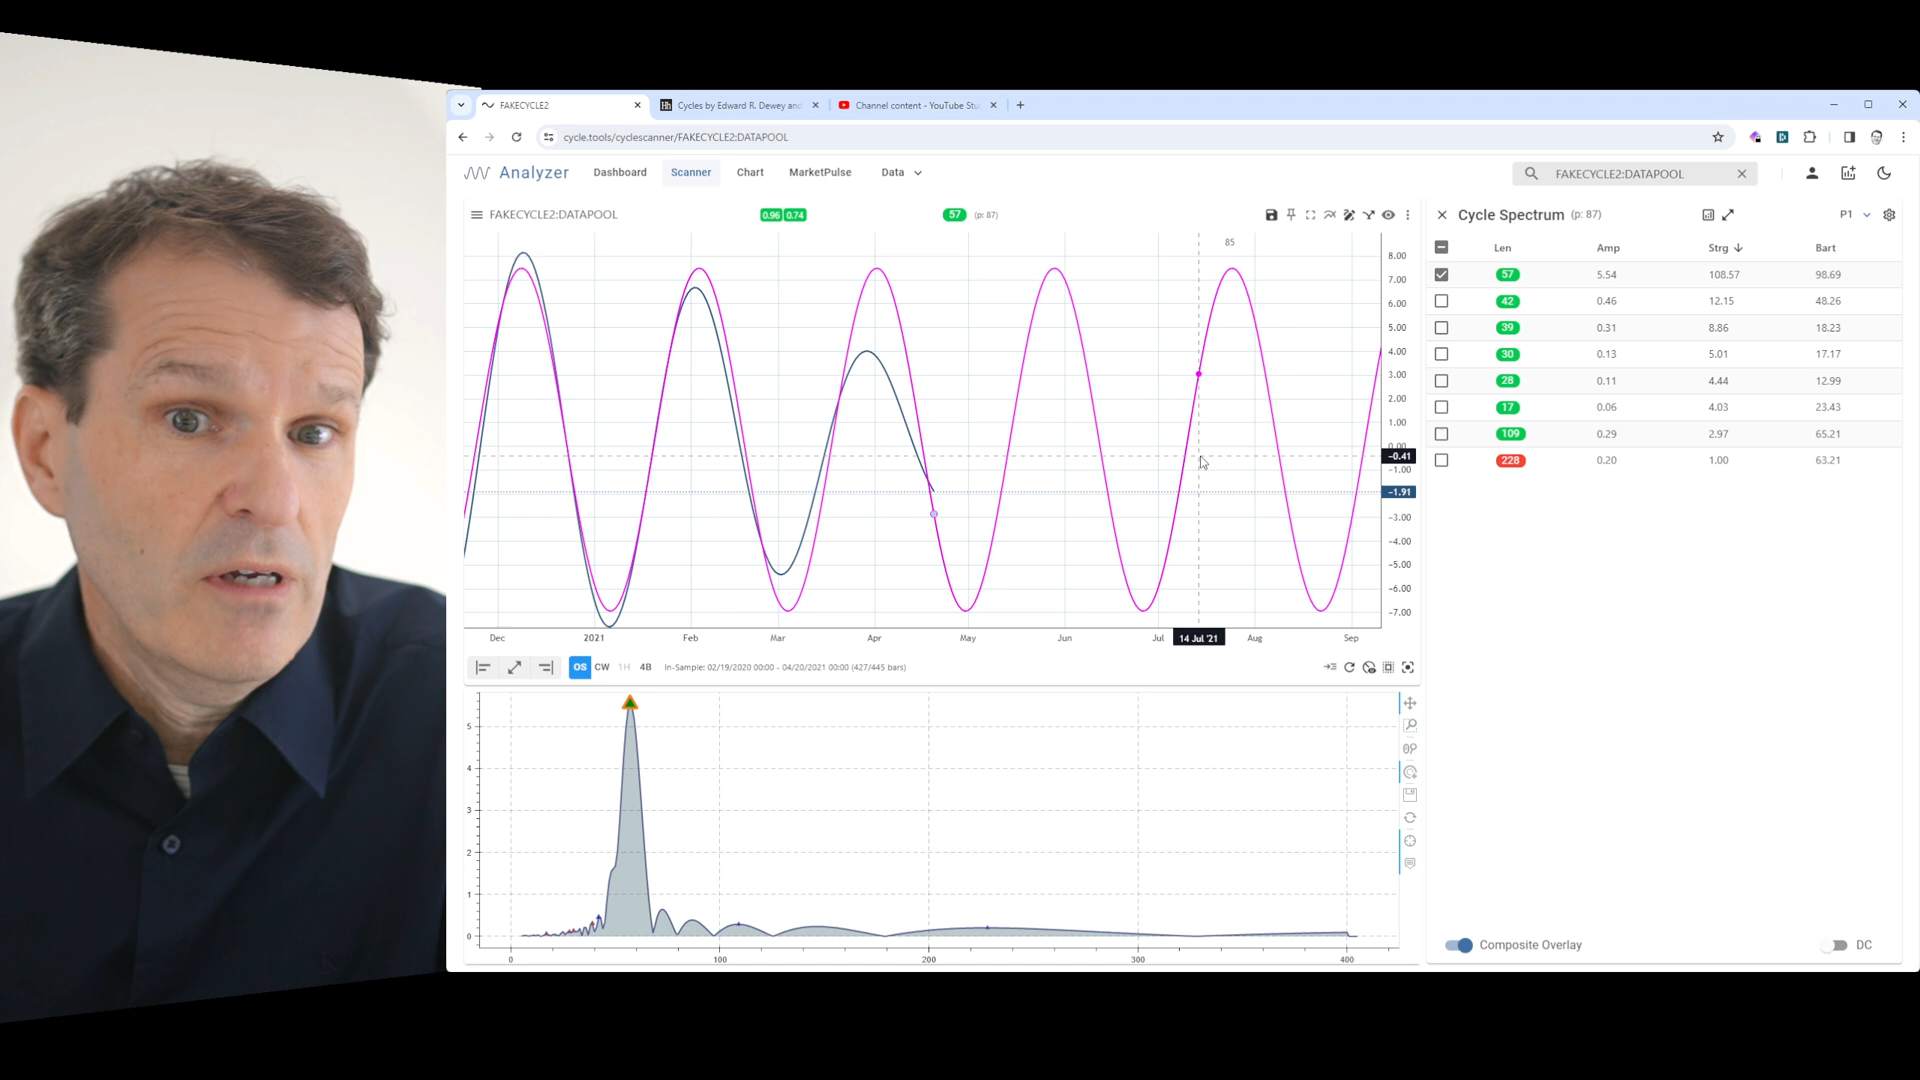 FAKECYCLE2
Cycles by Edward R. Dewey and
Channel content - YouTube Stu
cycle.tools/cyclescanner/FAKECYCLE2:DATAPOOL
Analyzer Dashboard Scanner Chart MarketPulse Data
FAKECYCLE2:DATAPOOL
FAKECYCLE2:DATAPOOL 0.96 0.74 57 (p: 87)
85
8.00
7.00
6.00
5.00
4.00
3.00
2.00
1.00
0.00
-0.41
-1.00
-1.91
-3.00
-4.00
-5.00
-6.00
-7.00
Dec 2021 Feb Mar Apr May Jun Jul 14 Jul '21 Aug Sep
OS CW 1H 4B In-Sample: 02/19/2020 00:00 - 04/20/2021 00:00 (427/445 bars)
5
4
3
2
1
0
0 100 200 300 400
Cycle Spectrum (p: 87) P1
Len Amp Strg Bart
57 5.54 108.57 98.69
42 0.46 12.15 48.26
39 0.31 8.86 18.23
30 0.13 5.01 17.17
28 0.11 4.44 12.99
17 0.06 4.03 23.43
109 0.29 2.97 65.21
228 0.20 1.00 63.21
Composite Overlay DC